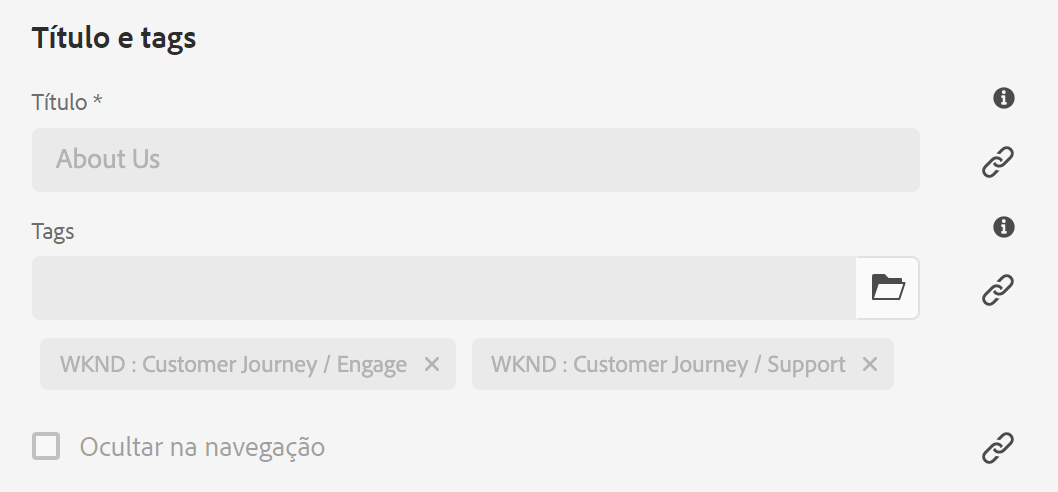 Título e tags
Título *
About Us
Tags
WKND : Customer Journey / Engage
WKND : Customer Journey / Support
Ocultar na navegação